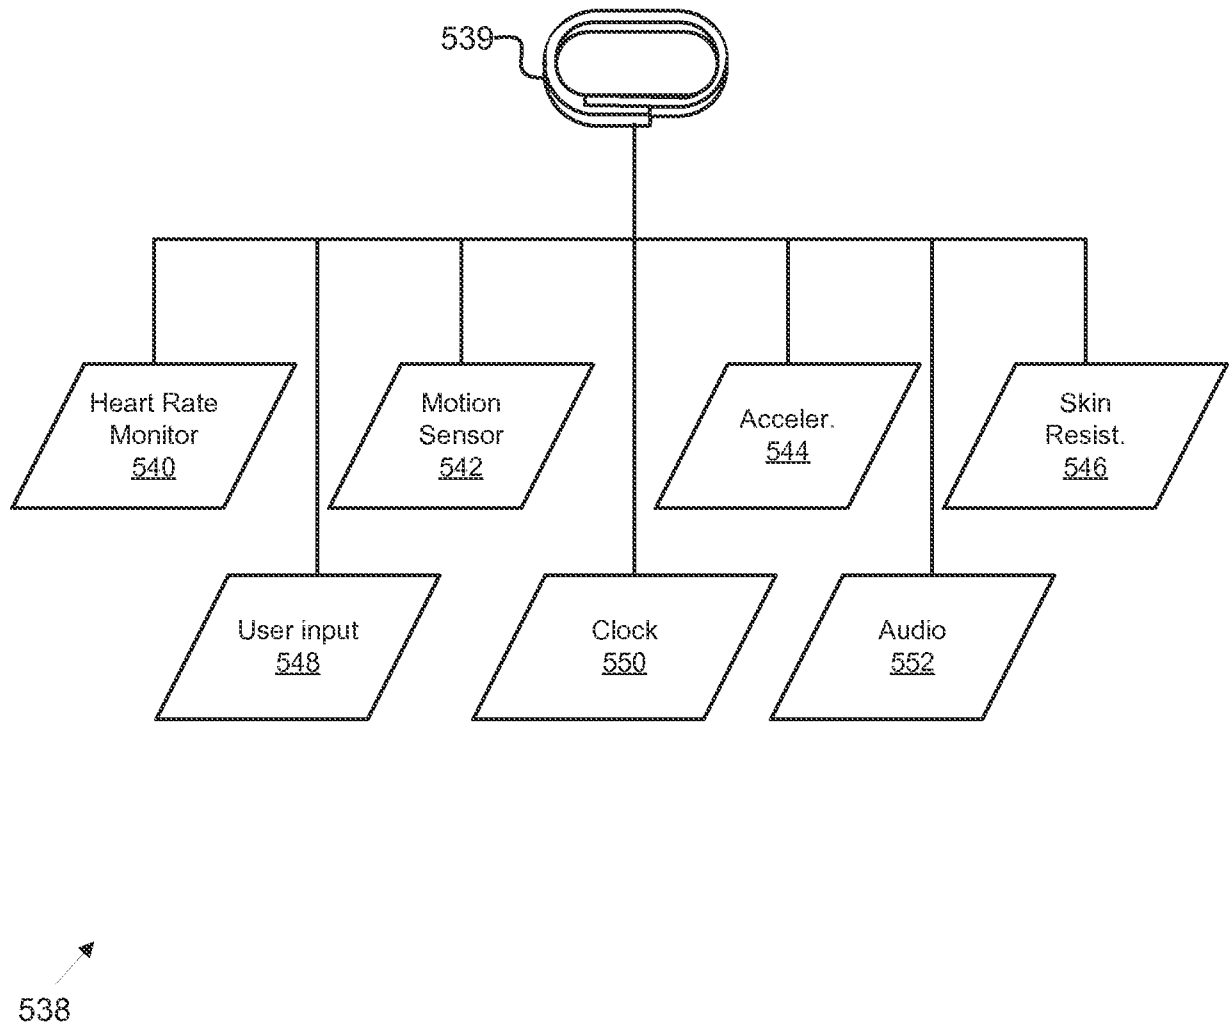 539
Heart Rate
Monitor
540
Motion
Sensor
542
Acceler.
544
Skin
Resist.
546
User input
548
Clock
550
Audio
552
538